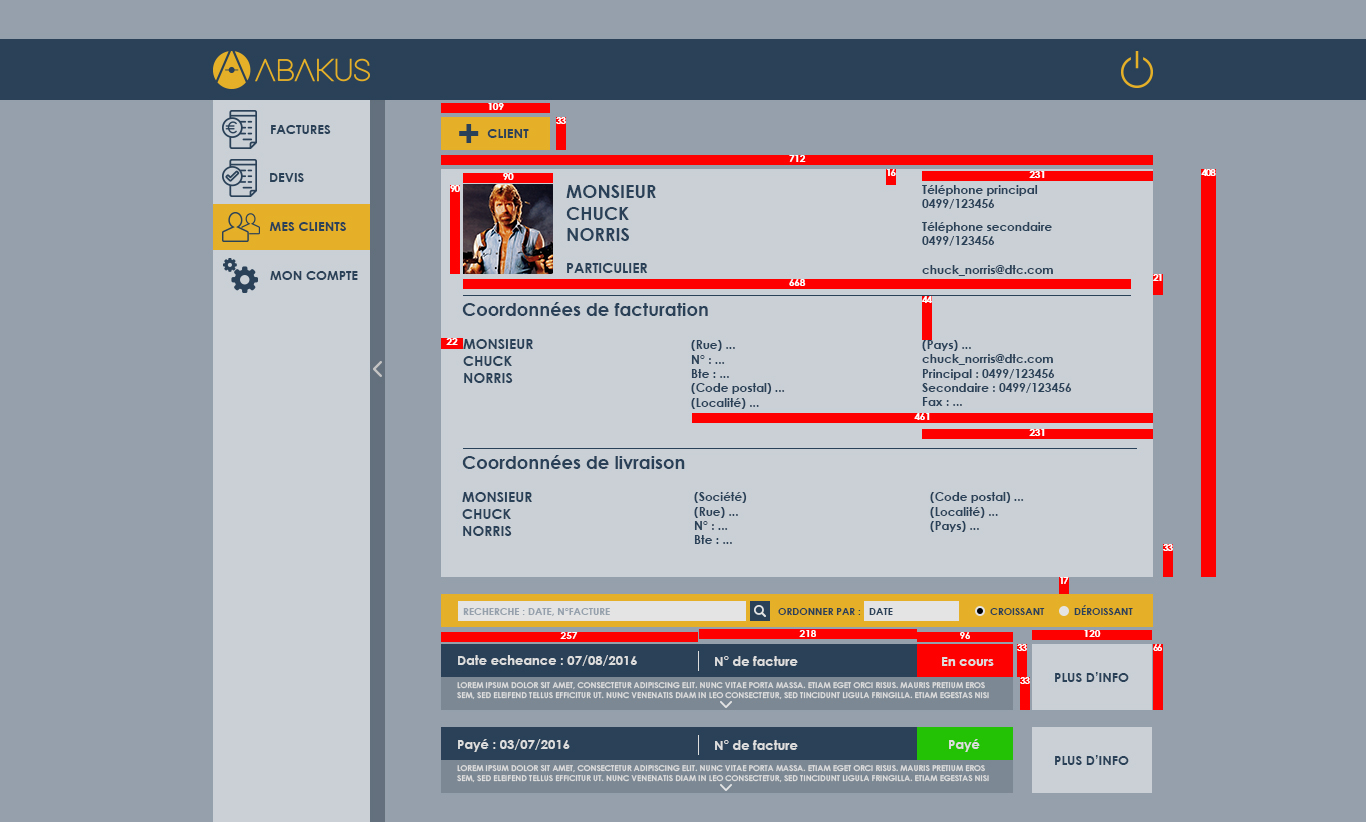 ABAKUS
FACTURES
DEVIS
MES CLIENTS
MON COMPTE
109
33
CLIENT
712
90
90
16
231
408
MONSIEUR
CHUCK
NORRIS
PARTICULIER
Téléphone principal
0499/123456
Téléphone secondaire
0499/123456
chuck_norris@dtc.com
668
21
Coordonnées de facturation
44
22
MONSIEUR
CHUCK
NORRIS
(Rue) ...
N° : ...
Bte : ...
(Code postal) ...
(Localité) ...
(Pays) ...
chuck_norris@dtc.com
Principal : 0499/123456
Secondaire : 0499/123456
Fax : ...
461
231
Coordonnées de livraison
MONSIEUR
CHUCK
NORRIS
(Société)
(Rue) ...
N° : ...
Bte : ...
(Code postal) ...
(Localité) ...
(Pays) ...
33
17
RECHERCHE : DATE, N°FACTURE
ORDONNER PAR :
DATE
CROISSANT
DÉROISSANT
257
218
96
120
Date echeance : 07/08/2016
N° de facture
En cours
33
33
66
PLUS D'INFO
LOREM IPSUM DOLOR SIT AMET, CONSECTETUR ADIPISCING ELIT. NUNC VITAE PORTA MASSA. ETIAM EGET ORCI RISUS. MAURIS PRETIUM EROS
SEM, SED ELEIFEND TELLUS EFFICITUR UT. NUNC VENENATIS DIAM IN LEO CONSECTETUR, SED TINCIDUNT LIGULA FRINGILLA. ETIAM EGESTAS NISI
Payé : 03/07/2016
N° de facture
Payé
PLUS D'INFO
LOREM IPSUM DOLOR SIT AMET, CONSECTETUR ADIPISCING ELIT. NUNC VITAE PORTA MASSA. ETIAM EGET ORCI RISUS. MAURIS PRETIUM EROS
SEM, SED ELEIFEND TELLUS EFFICITUR UT. NUNC VENENATIS DIAM IN LEO CONSECTETUR, SED TINCIDUNT LIGULA FRINGILLA. ETIAM EGESTAS NISI